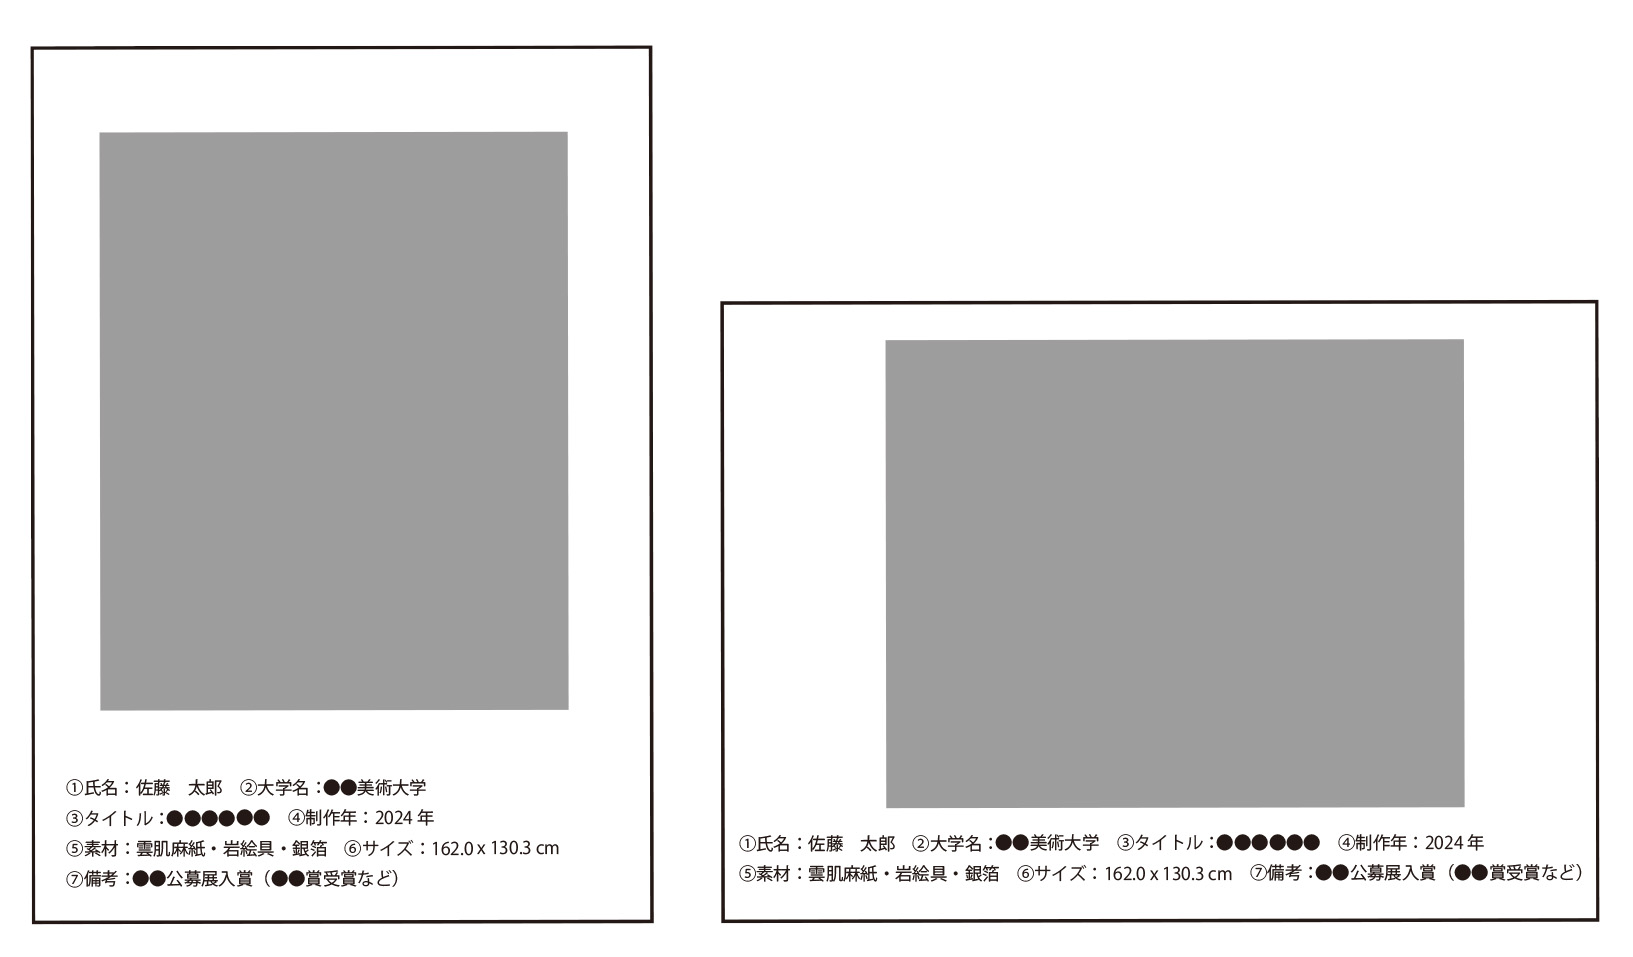 ①氏名：佐藤　太郎　②大学名：●●美術大学
③タイトル：●●●●●●　④制作年：2024 年
⑤素材：雲肌麻紙・岩絵具・銀箔　⑥サイズ：162.0 x 130.3 cm
⑦備考：●●公募展入賞（●●賞受賞など）
①氏名：佐藤　太郎　②大学名：●●美術大学　③タイトル：●●●●●●　④制作年：2024 年
⑤素材：雲肌麻紙・岩絵具・銀箔　⑥サイズ：162.0 x 130.3 cm　⑦備考：●●公募展入賞（●●賞受賞など）